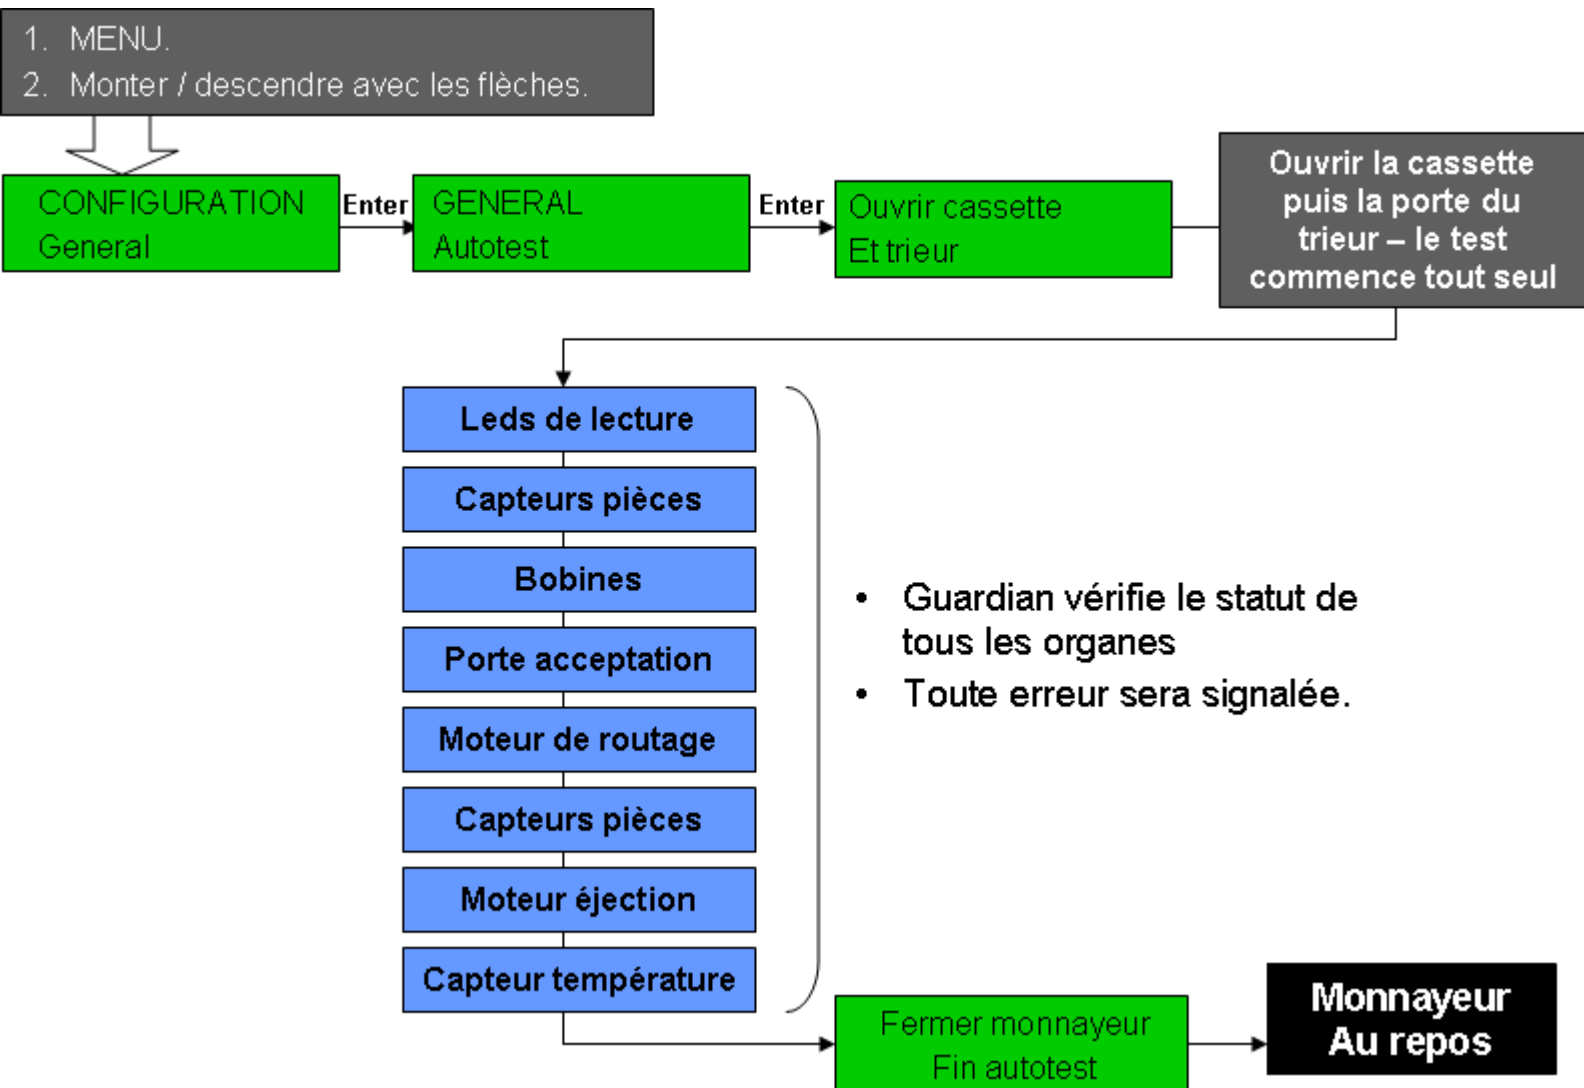 1. MENU.
2. Monter / descendre avec les flèches.
CONFIGURATION
General
Enter
GENERAL
Autotest
Enter
Ouvrir cassette
Et trieur
Ouvrir la cassette
puis la porte du
trieur – le test
commence tout seul
Leds de lecture
Capteurs pièces
Bobines
Porte acceptation
Moteur de routage
Capteurs pièces
Moteur éjection
Capteur température
• Guardian vérifie le statut de
tous les organes
• Toute erreur sera signalée.
Fermer monnayeur
Fin autotest
Monnayeur
Au repos